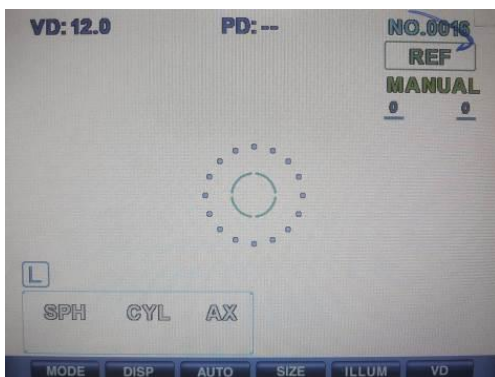 VD: 12.0 PD: -- NO.0016
REF
MANUAL
0 0
L
SPH CYL AX
MODE DISP AUTO SIZE ILLUM VD